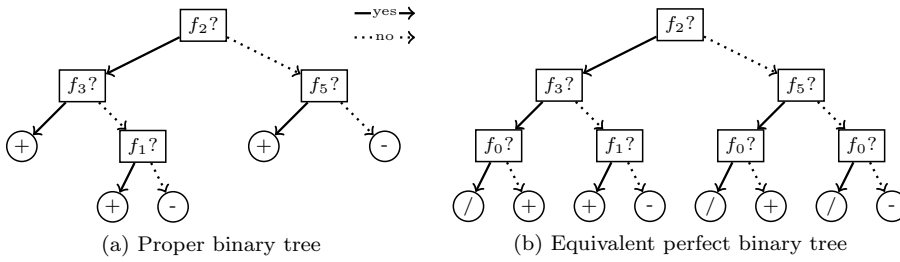 f₂? yes f₂?
no
f₃? f₅? f₃? f₅?
+ f₁? + - f₀? f₁? f₀? f₀?
+ - / + + - / + / -
(a) Proper binary tree (b) Equivalent perfect binary tree